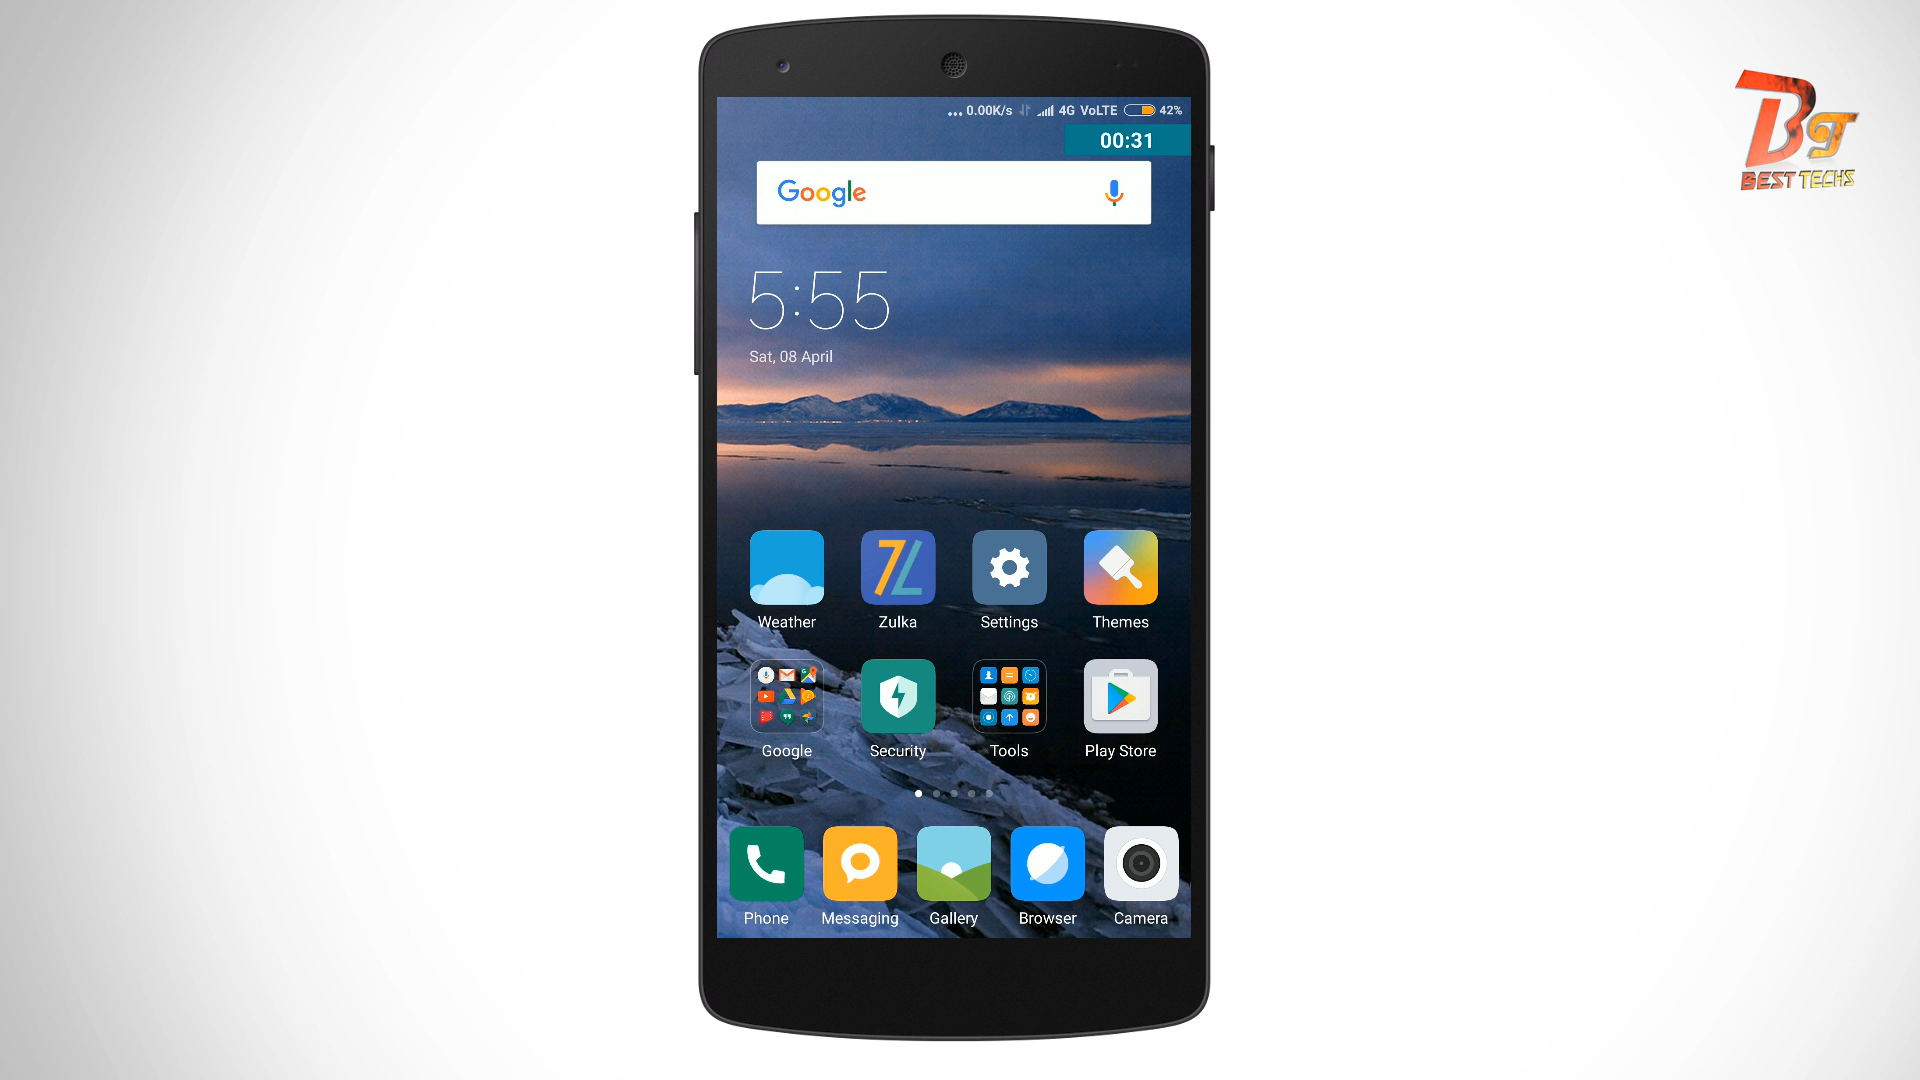 ... 0.00K/s 4G VoLTE 42%
00:31
Google
5:55
Sat, 08 April
Weather Zulka Settings Themes
Google Security Tools Play Store
Phone Messaging Gallery Browser Camera
BT
BEST TECHS